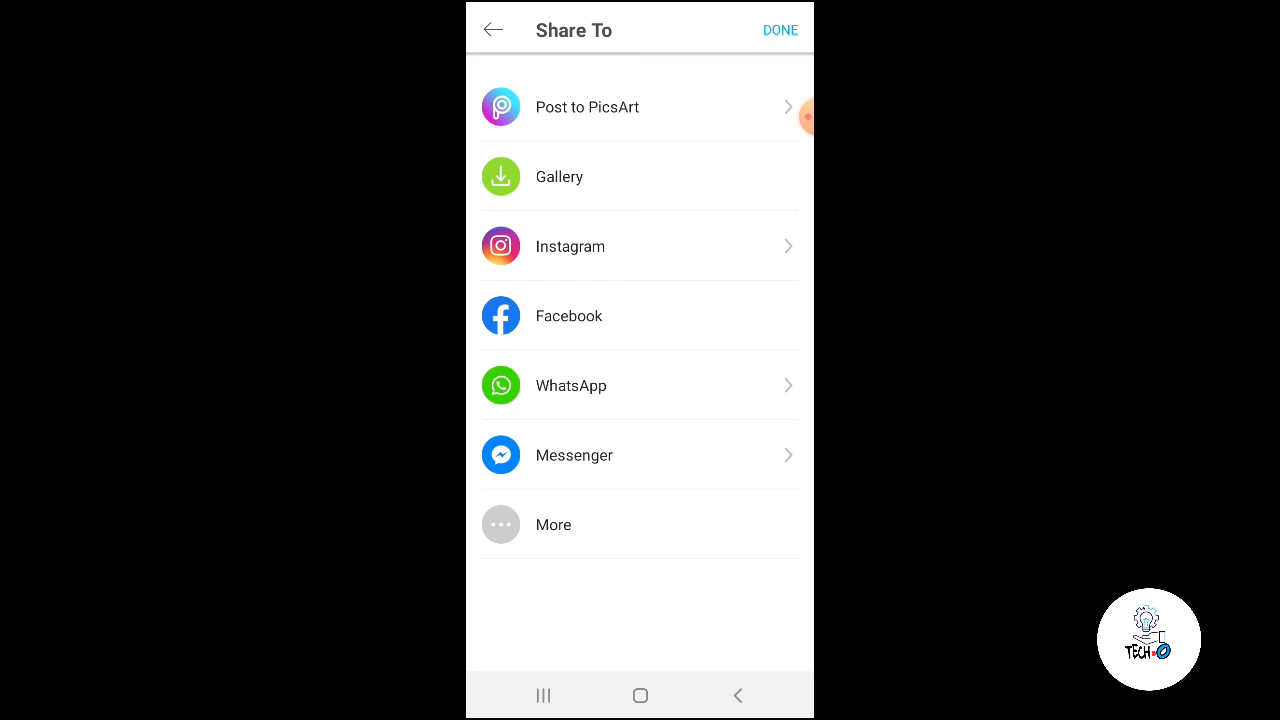 Share To
DONE
Post to PicsArt
Gallery
Instagram
Facebook
WhatsApp
Messenger
More
TECH-O